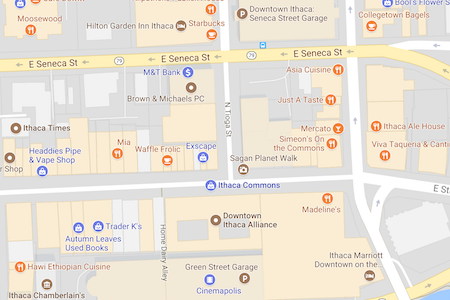 Moosewood
Hilton Garden Inn Ithaca
Starbucks
P
Downtown Ithaca:
Seneca Street Garage
Bool's Flower S
Collegetown Bagels
E Seneca St
79
E Seneca St
79
M&T Bank
$
Asia Cuisine
Brown & Michaels PC
N Tioga St
Just A Taste
Ithaca Times
Mercato
Ithaca Ale House
Mia
Waffle Frolic
Exscape
Simeon's On
the Commons
Headdies Pipe
& Vape Shop
r Shop
Viva Taqueria & Cant
Sagan Planet Walk
Ithaca Commons
E St
Madeline's
Downtown
Ithaca Alliance
Trader K's
Autumn Leaves
Used Books
Home Dairy Alley
Ithaca Marriott
Downtown on the...
Hawi Ethiopian Cuisine
Green Street Garage
P
Ithaca Chamberlain's
Cinemapolis